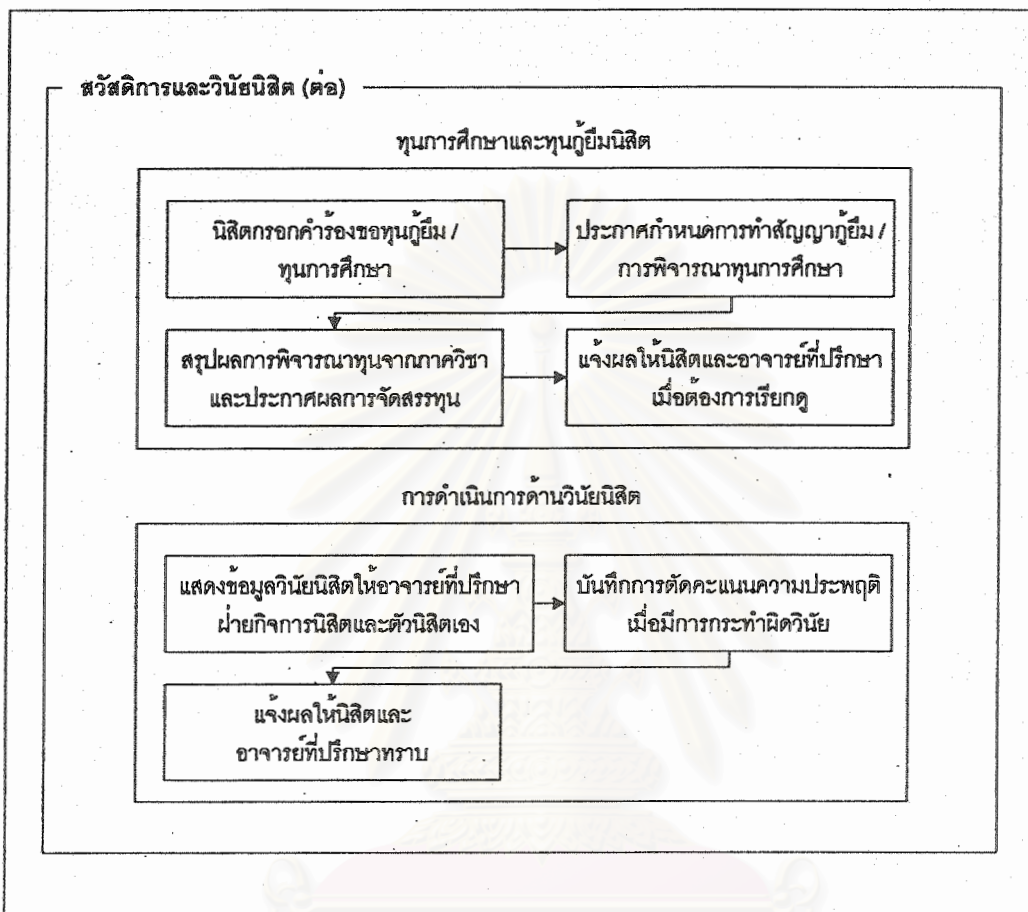 สวัสดิการและวินัยนิสิต (ต่อ)
ทุนการศึกษาและทุนกู้ยืมนิสิต
นิสิตกรอกคำร้องขอทุนกู้ยืม /
ทุนการศึกษา
ประกาศกำหนดการทำสัญญากู้ยืม /
การพิจารณาทุนการศึกษา
สรุปผลการพิจารณาทุนจากภาควิชา
และประกาศผลการจัดสรรทุน
แจ้งผลให้นิสิตและอาจารย์ที่ปรึกษา
เมื่อต้องการเรียกดู
การดำเนินการด้านวินัยนิสิต
แสดงข้อมูลวินัยนิสิตให้อาจารย์ที่ปรึกษา
ฝ่ายกิจการนิสิตและตัวนิสิตเอง
บันทึกการตัดคะแนนความประพฤติ
เมื่อมีการกระทำผิดวินัย
แจ้งผลให้นิสิตและ
อาจารย์ที่ปรึกษาทราบ